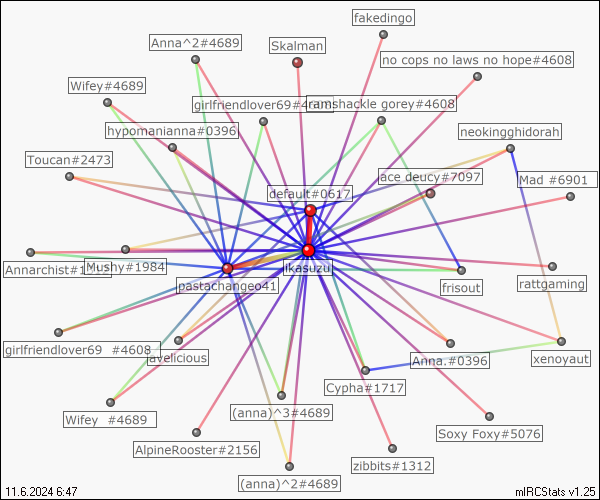 fakedingo
Anna^2#4689
Skalman
no cops no laws no hope#4608
Wifey#4689
girlfriendlover69#4
ramshackle gorey#4608
hypomanianna#0396
neokingghidorah
Toucan#2473
ace deucy#7097
Mad #6901
default#0617
Annarchist#1
Mushy#1984
ikasuzu
pastachangeo41
frisout
rattgaming
girlfriendlover69 #4608
javelicious
Anna.#0396
xenoyaut
Cypha#1717
Wifey #4689
(anna)^3#4689
Soxy Foxy#5076
AlpineRooster#2156
zibbits#1312
(anna)^2#4689
11.6.2024 6:47
mIRCStats v1.25